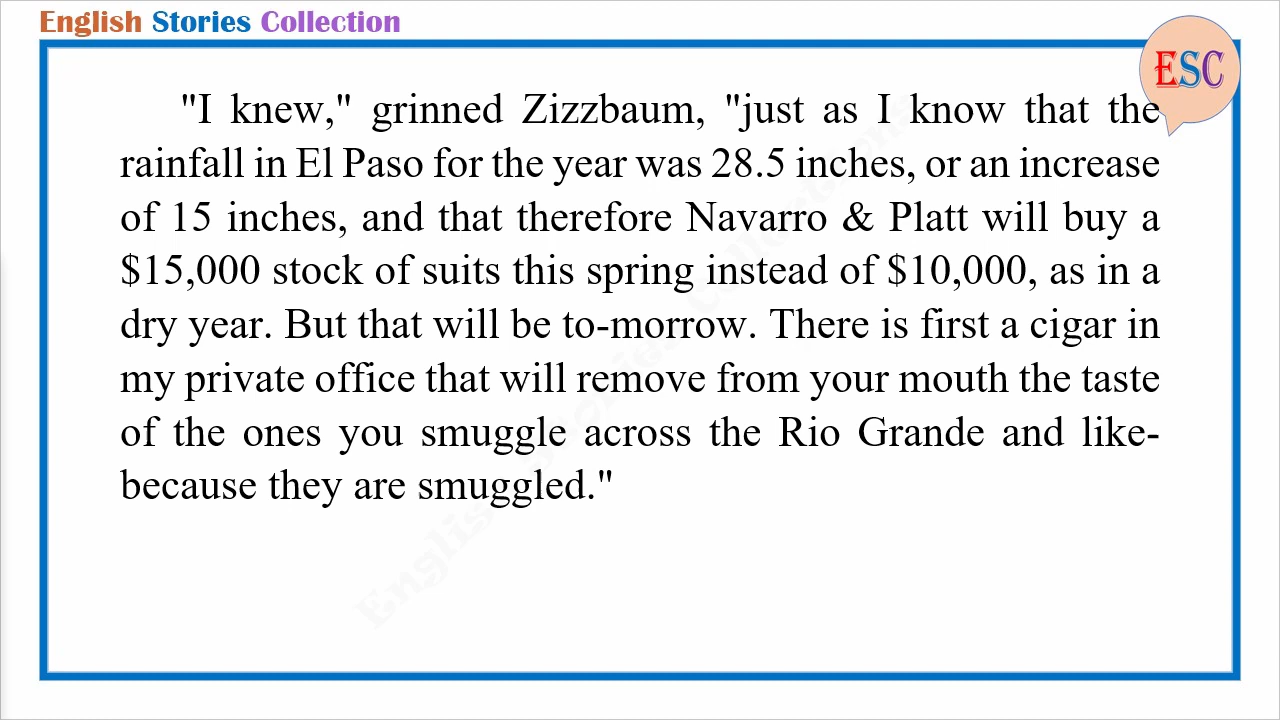 English Stories Collection
ESC
"I knew," grinned Zizzbaum, "just as I know that the
rainfall in El Paso for the year was 28.5 inches, or an increase
of 15 inches, and that therefore Navarro & Platt will buy a
$15,000 stock of suits this spring instead of $10,000, as in a
dry year. But that will be to-morrow. There is first a cigar in
my private office that will remove from your mouth the taste
of the ones you smuggle across the Rio Grande and like-
because they are smuggled."
English Stories Collections